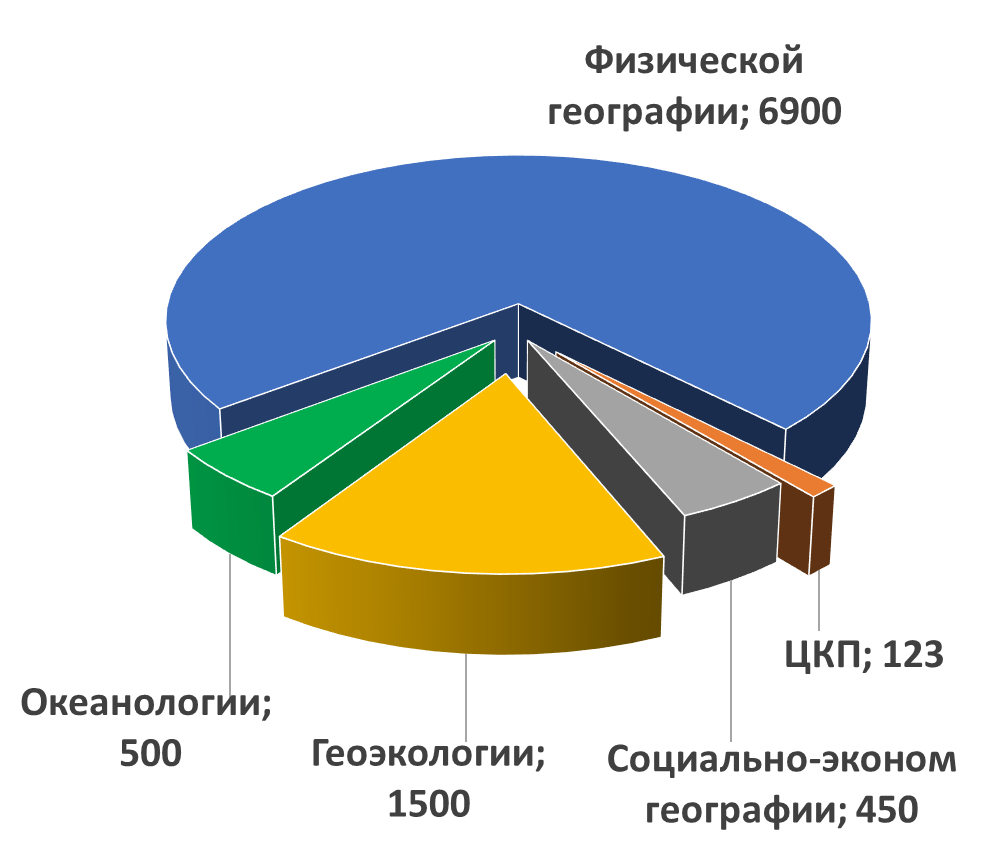 Физической
географии; 6900
ЦКП; 123
Океанологии;
500
Геоэкологии;
1500
Социально-эконом
географии; 450